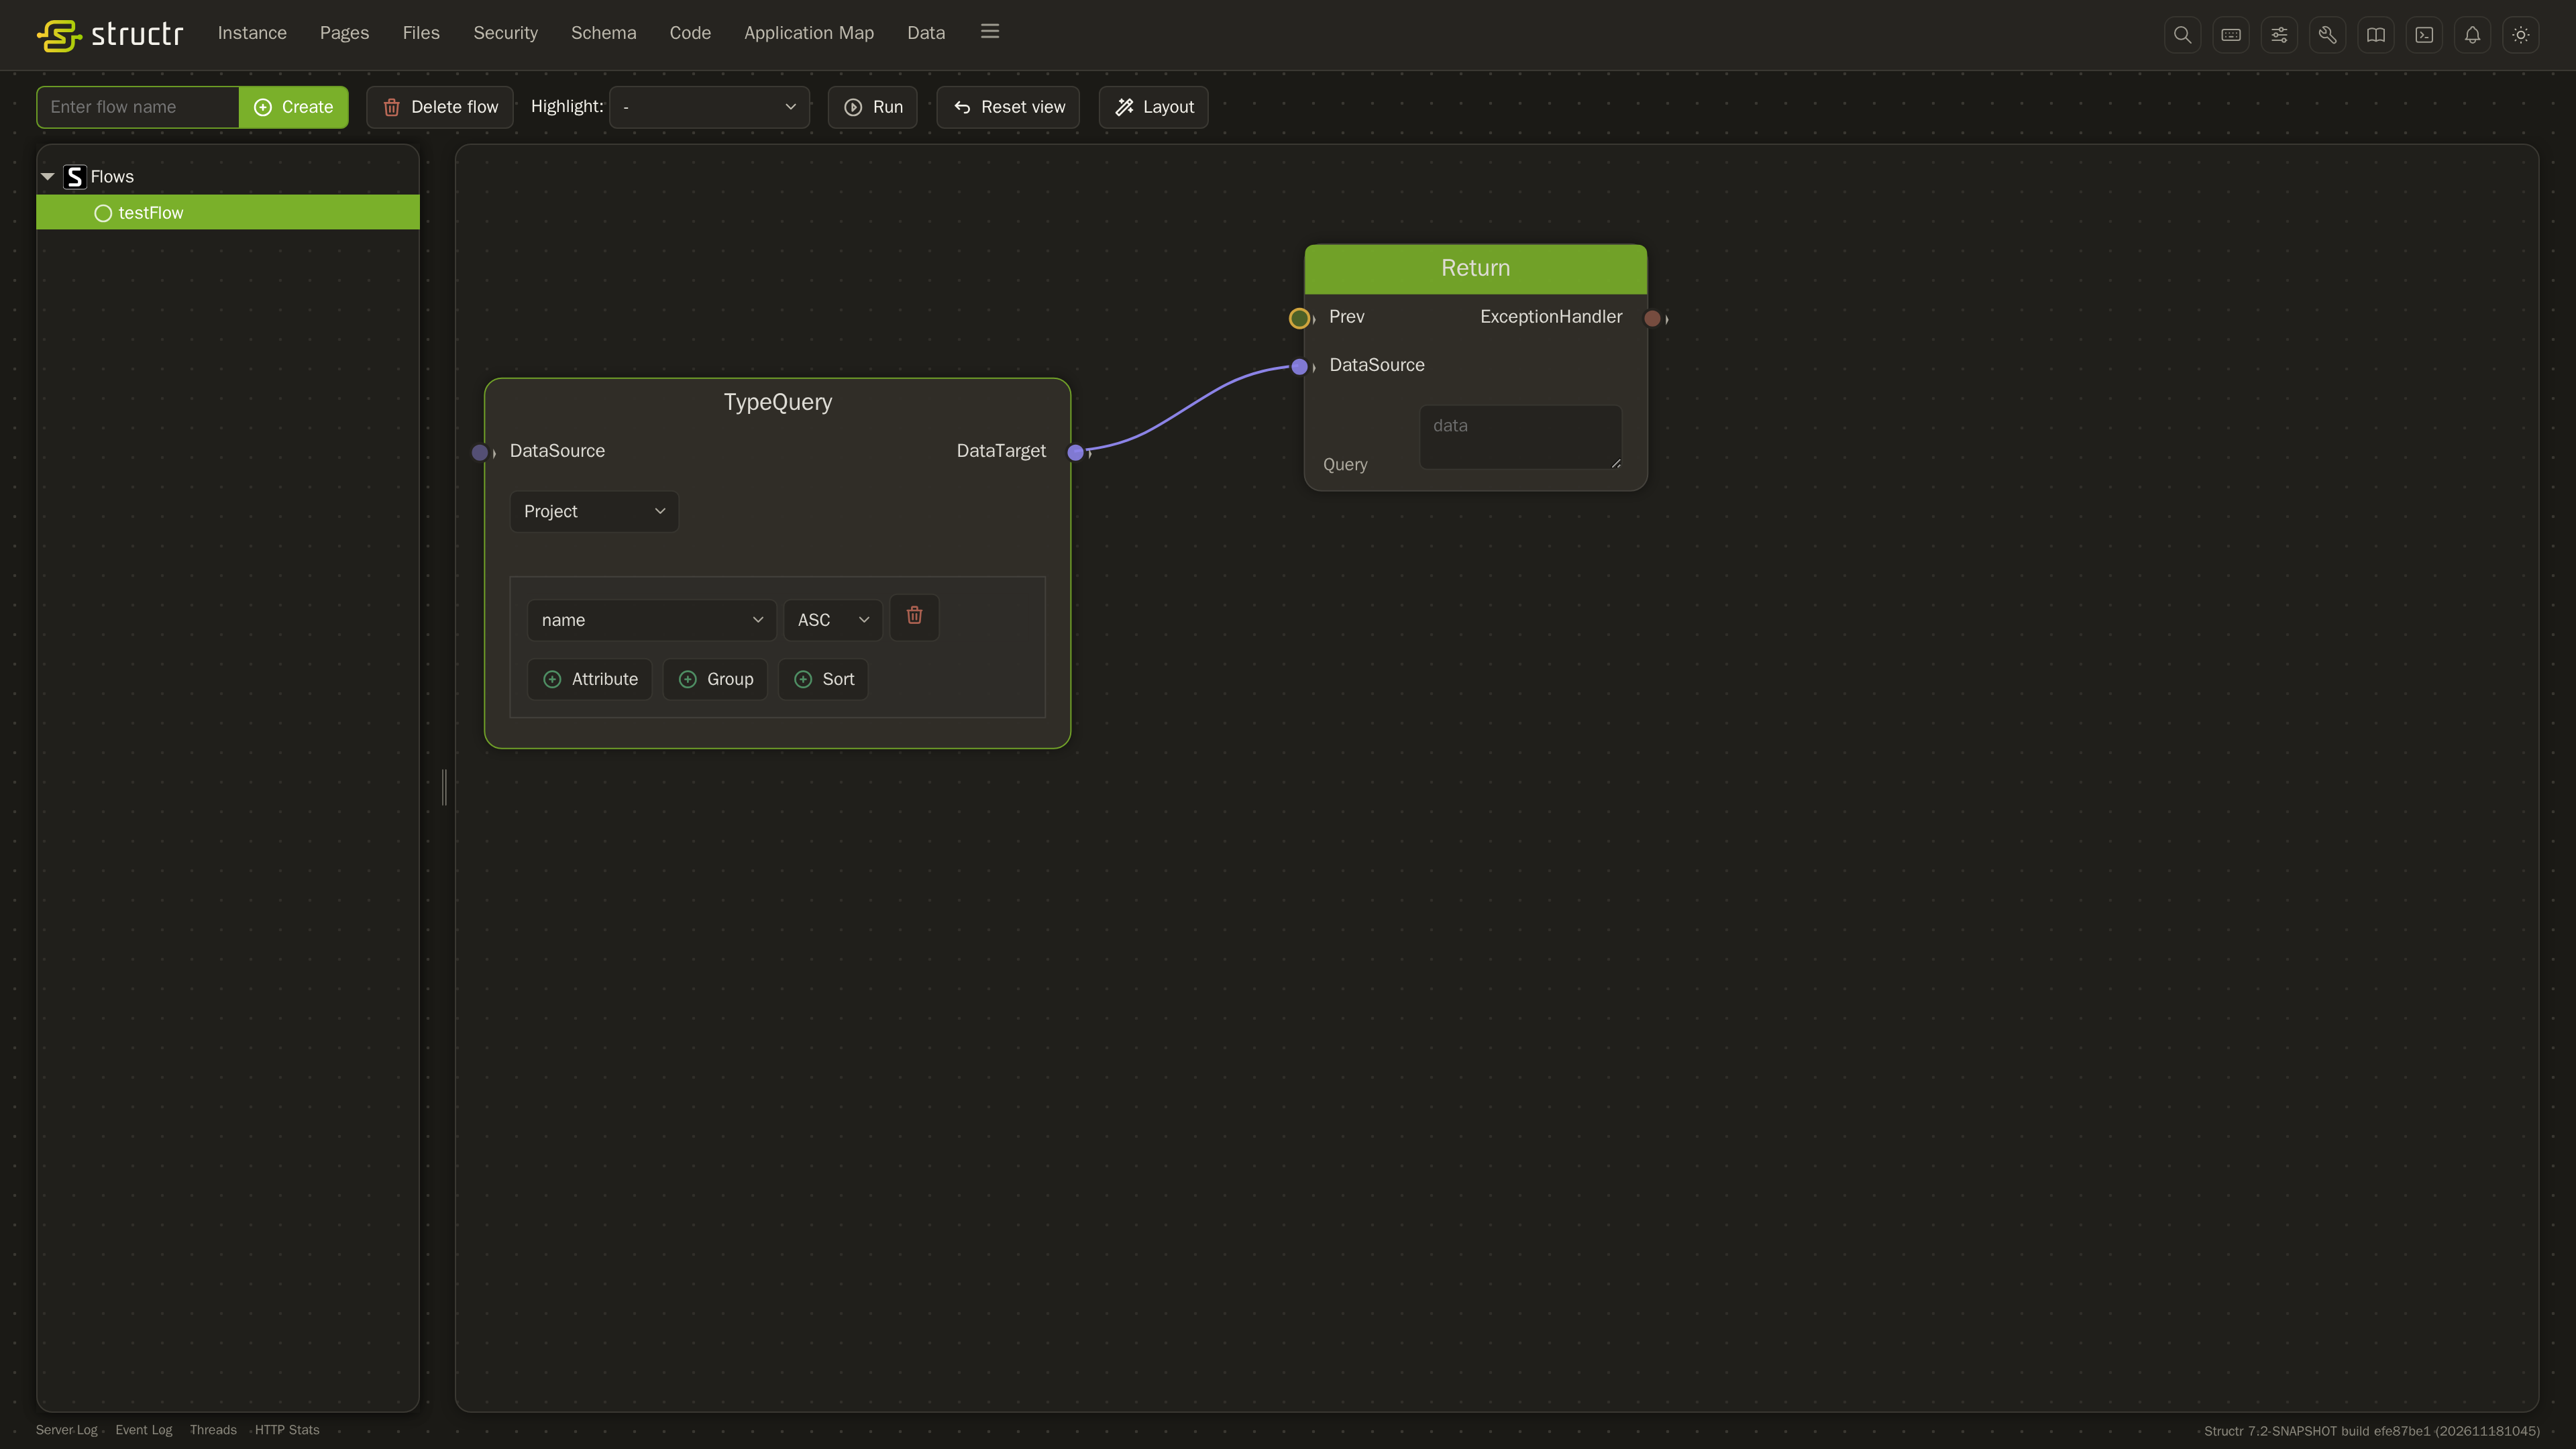 structr Instance Pages Files Security Schema Code Application Map Data
Enter flow name Create Delete flow Highlight: - Run Reset view Layout
S Flows
testFlow
Return
Prev ExceptionHandler
DataSource
data
Query
TypeQuery
DataSource DataTarget
Project
name ASC
Attribute Group Sort
Server Log Event Log Threads HTTP Stats
Structr 7.2-SNAPSHOT build efe87be1 (202611181045)